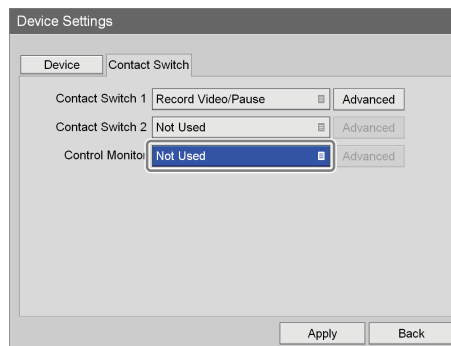 Device Settings
Device Contact Switch
Contact Switch 1 Record Video/Pause Advanced
Contact Switch 2 Not Used Advanced
Control Monitor Not Used Advanced
Apply Back